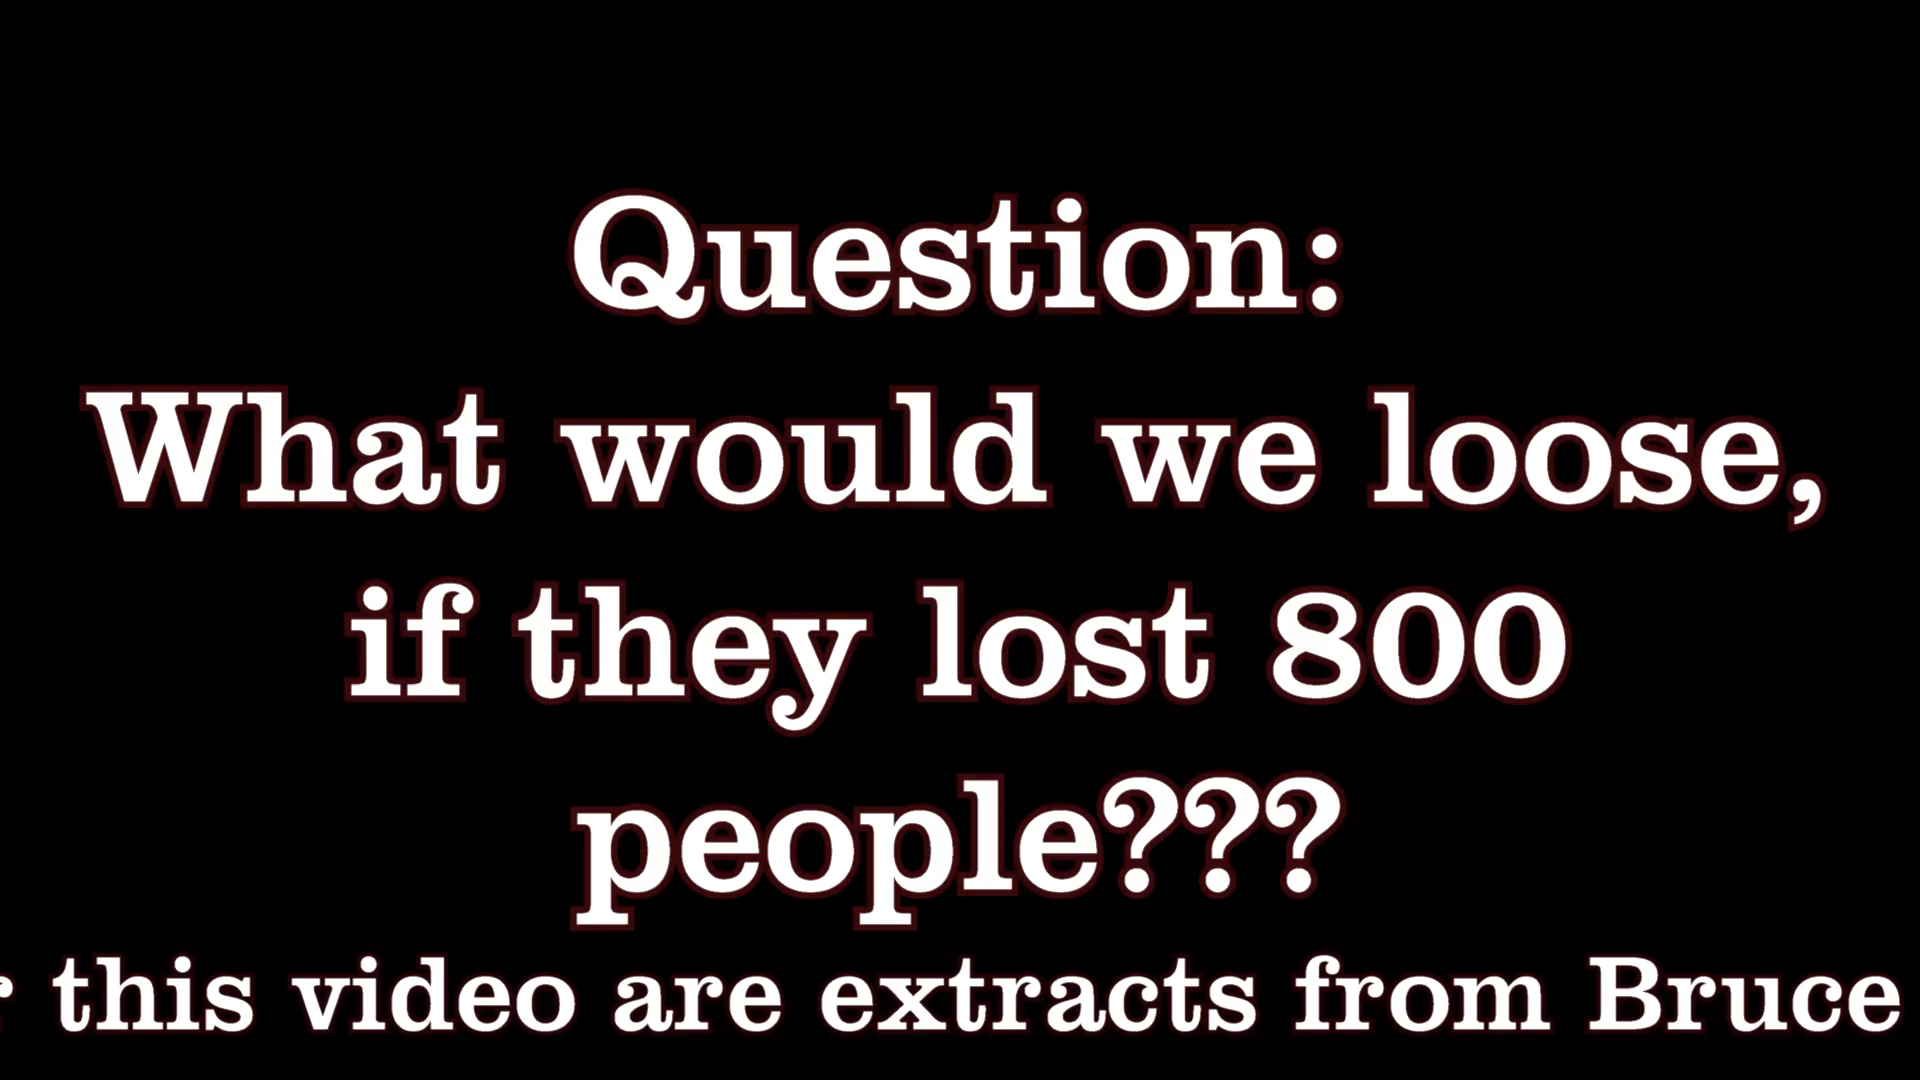 Question:
What would we loose,
if they lost 800
people???
this video are extracts from Bruce